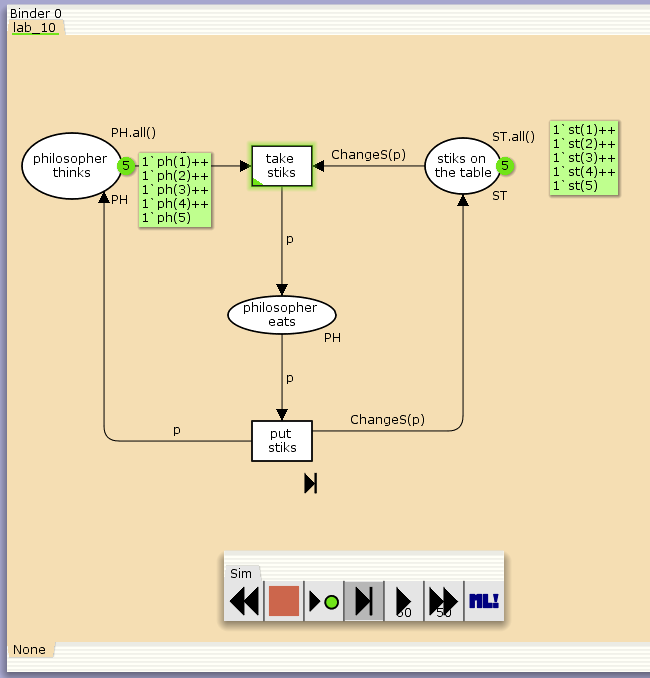 Binder 0
lab_10
PH.all()
philosopher
thinks
5
1`ph(1)++
1`ph(2)++
1`ph(3)++
1`ph(4)++
1`ph(5)
PH
take
stiks
ChangeS(p)
ST.all()
stiks on
the table
5
ST
1`st(1)++
1`st(2)++
1`st(3)++
1`st(4)++
1`st(5)
p
philosopher
eats
PH
p
put
stiks
p
ChangeS(p)
Sim
50
ML!
None